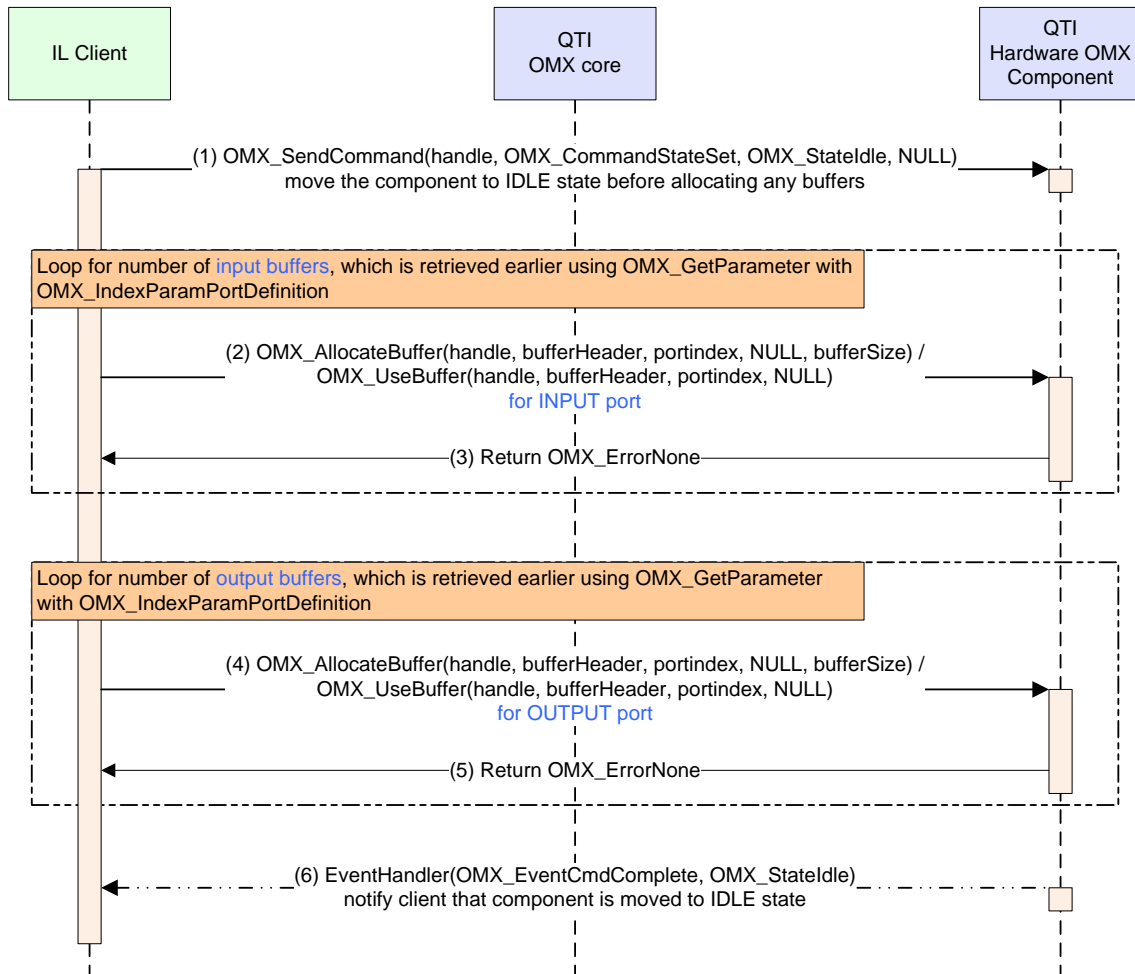 IL Client
QTI
OMX core
QTI
Hardware OMX
Component
(1) OMX_SendCommand(handle, OMX_CommandStateSet, OMX_StateIdle, NULL)
move the component to IDLE state before allocating any buffers
Loop for number of input buffers, which is retrieved earlier using OMX_GetParameter with
OMX_IndexParamPortDefinition
(2) OMX_AllocateBuffer(handle, bufferHeader, portindex, NULL, bufferSize) /
OMX_UseBuffer(handle, bufferHeader, portindex, NULL)
for INPUT port
(3) Return OMX_ErrorNone
Loop for number of output buffers, which is retrieved earlier using OMX_GetParameter
with OMX_IndexParamPortDefinition
(4) OMX_AllocateBuffer(handle, bufferHeader, portindex, NULL, bufferSize) /
OMX_UseBuffer(handle, bufferHeader, portindex, NULL)
for OUTPUT port
(5) Return OMX_ErrorNone
(6) EventHandler(OMX_EventCmdComplete, OMX_StateIdle)
notify client that component is moved to IDLE state